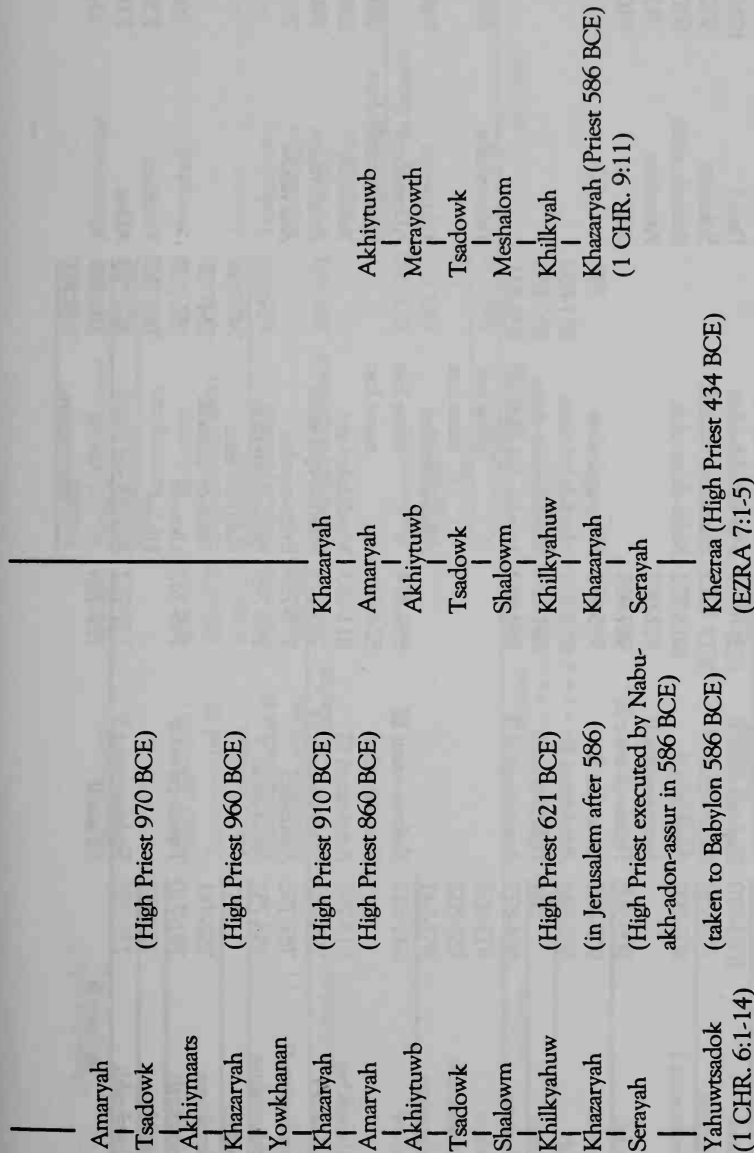 Amaryah
Tsadowk (High Priest 970 BCE)
Akhiymaats
Khazaryah (High Priest 960 BCE)
Yowkhanan
Khazaryah (High Priest 910 BCE)
Amaryah (High Priest 860 BCE)
Akhiytuwb
Tsadowk
Shalowm
Khilkyahuw (High Priest 621 BCE)
Khazaryah (in Jerusalem after 586)
Serayah (High Priest executed by Nabu-
akh-adon-assur in 586 BCE)
Yahuwtsadok (taken to Babylon 586 BCE)
(1 CHR. 6:1-14)
Khazaryah
Amaryah
Akhiytuwb
Tsadowk
Shalowm
Khilkyahuw
Khazaryah
Serayah
Khezraa (High Priest 434 BCE)
(EZRA 7:1-5)
Akhiytuwb
Merayowth
Tsadowk
Meshalom
Khilkyah
Khazaryah (Priest 586 BCE)
(1 CHR. 9:11)